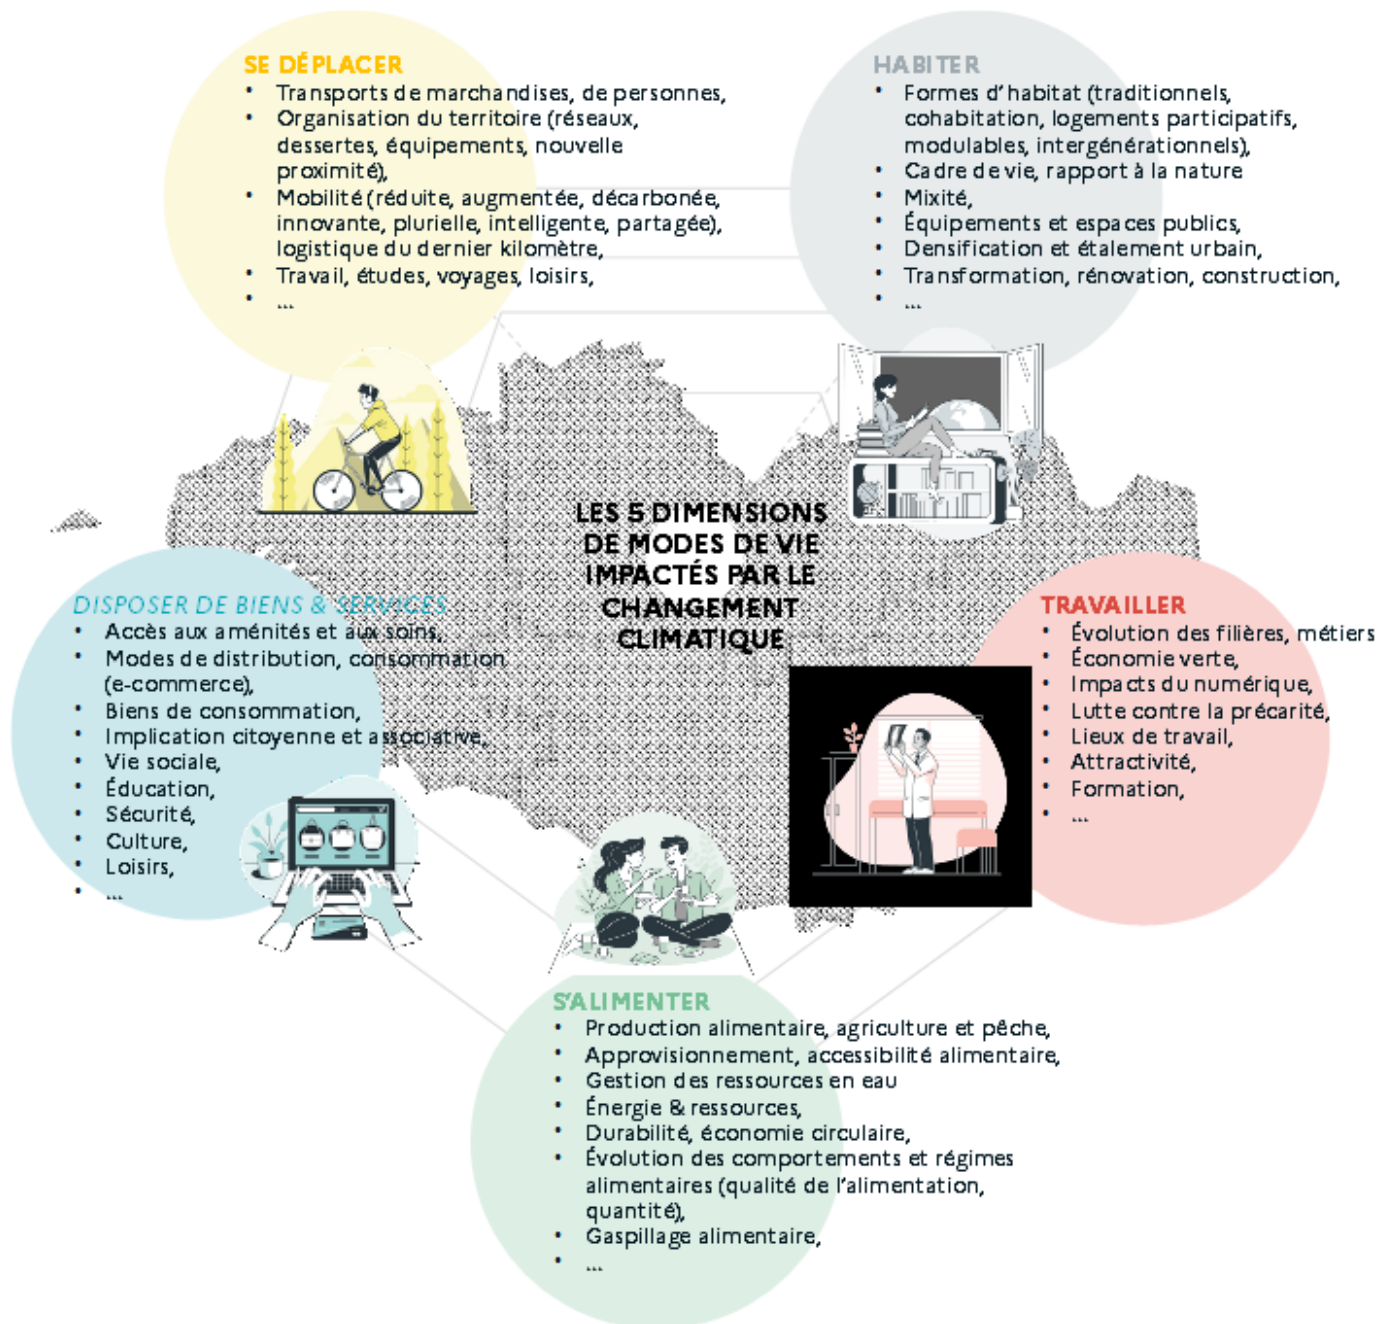 SE DÉPLACER
• Transports de marchandises, de personnes,
• Organisation du territoire (réseaux,
dessertes, équipements, nouvelle
proximité),
• Mobilité (réduite, augmentée, décarbonée,
innovante, plurielle, intelligente, partagée),
logistique du dernier kilomètre,
• Travail, études, voyages, loisirs,
• ...
HABITER
• Formes d'habitat (traditionnels,
cohabitation, logements participatifs,
modulables, intergénérationnels),
• Cadre de vie, rapport à la nature
• Mixité,
• Équipements et espaces publics,
• Densification et étalement urbain,
• Transformation, rénovation, construction,
• ...
LES 5 DIMENSIONS
DE MODES DE VIE
IMPACTÉS PAR LE
CHANGEMENT
CLIMATIQUE
DISPOSER DE BIENS & SERVICES
• Accès aux aménités et aux soins,
• Modes de distribution, consommation
(e-commerce),
• Biens de consommation,
• Implication citoyenne et associative,
• Vie sociale,
• Éducation,
• Sécurité,
• Culture,
• Loisirs,
• ...
TRAVAILLER
• Évolution des filières, métiers
• Économie verte,
• Impacts du numérique,
• Lutte contre la précarité,
• Lieux de travail,
• Attractivité,
• Formation,
• ...
S'ALIMENTER
• Production alimentaire, agriculture et pêche,
• Approvisionnement, accessibilité alimentaire,
• Gestion des ressources en eau
• Énergie & ressources,
• Durabilité, économie circulaire,
• Évolution des comportements et régimes
alimentaires (qualité de l'alimentation,
quantité),
• Gaspillage alimentaire,
• ...